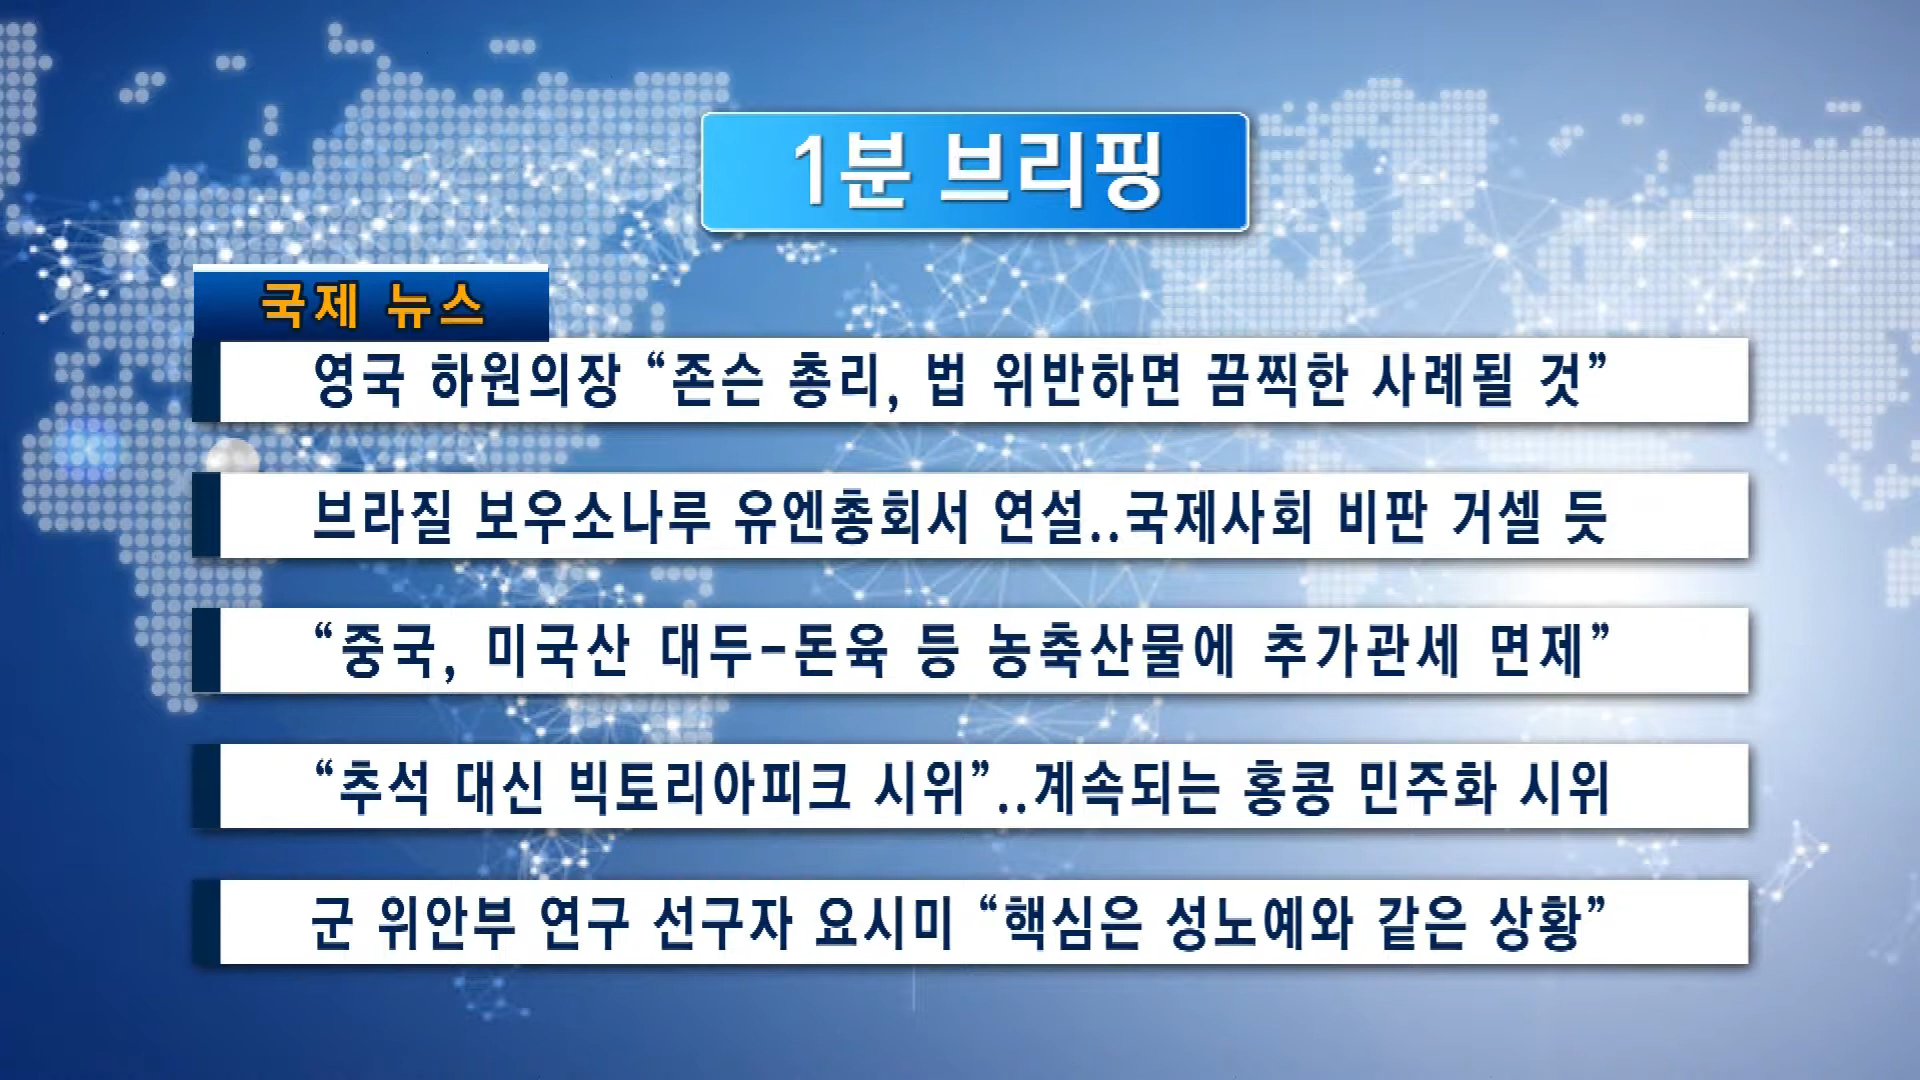 1분 브리핑
국제 뉴스
영국 하원의장 “존슨 총리, 법 위반하면 끔찍한 사례될 것”
브라질 보우소나루 유엔총회서 연설..국제사회 비판 거셀 듯
“중국, 미국산 대두-돈육 등 농축산물에 추가관세 면제”
“추석 대신 빅토리아피크 시위”..계속되는 홍콩 민주화 시위
군 위안부 연구 선구자 요시미 “핵심은 성노예와 같은 상황”